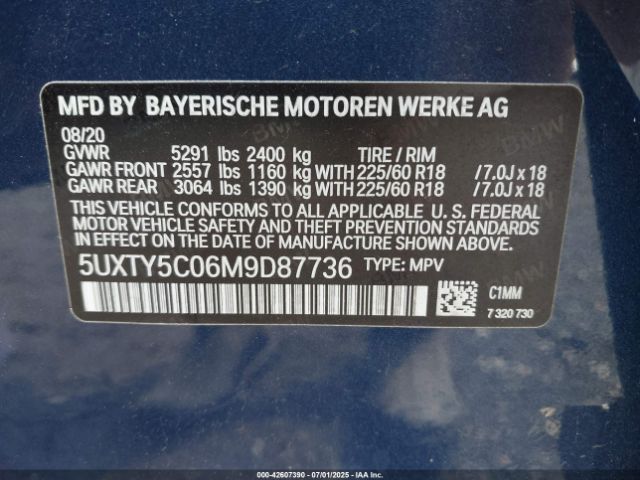 MFD BY BAYERISCHE MOTOREN WERKE AG
08/20
GVWR 5291 lbs 2400 kg TIRE / RIM
GAWR FRONT 2557 lbs 1160 kg WITH 225/60 R18 /7.0J x 18
GAWR REAR 3064 lbs 1390 kg WITH 225/60 R18 /7.0J x 18
THIS VEHICLE CONFORMS TO ALL APPLICABLE U. S. FEDERAL
MOTOR VEHICLE SAFETY AND THEFT PREVENTION STANDARDS
IN EFFECT ON THE DATE OF MANUFACTURE SHOWN ABOVE.
5UXTY5C06M9D87736 TYPE: MPV
C1MM
7 320 730
000-42607390 - 07/01/2025 - IAA Inc.